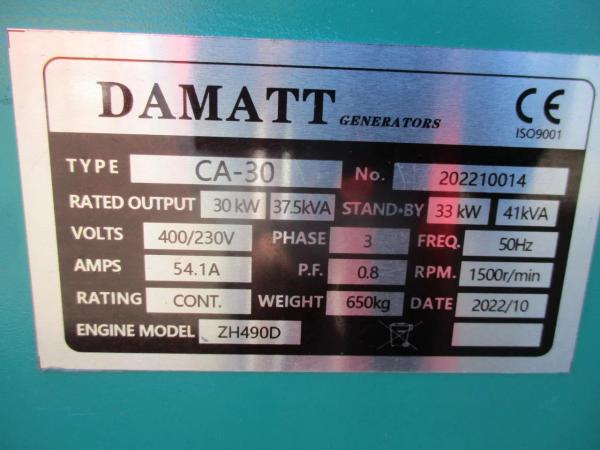 DAMATT GENERATORS CE
ISO9001
TYPE CA-30 No. 202210014
RATED OUTPUT 30 kW 37.5kVA STAND-BY 33 kW 41kVA
VOLTS 400/230V PHASE 3 FREQ. 50Hz
AMPS 54.1A P.F. 0.8 RPM. 1500r/min
RATING CONT. WEIGHT 650kg DATE 2022/10
ENGINE MODEL ZH490D